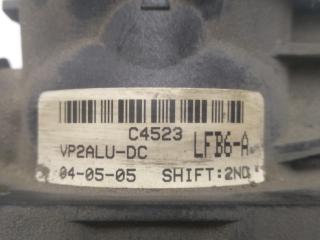 C4523
VP2ALU-DC LFB6-A
04-05-05 SHIFT:2ND